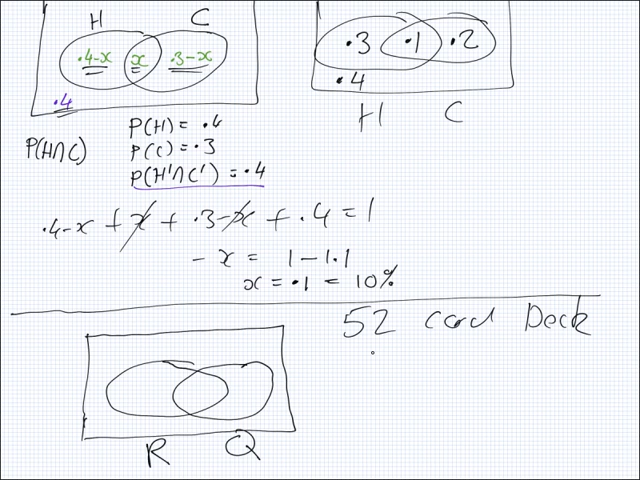 H C
.4-x x .3-x
.4
.3 .1 .2
.4
H C
P(H∩C)
P(H) = .4
P(C) = .3
P(H'∩C') = .4
.4-x + x + .3-x + .4 = 1
- x = 1 - 1.1
x = .1 = 10%
52 card Deck
R Q